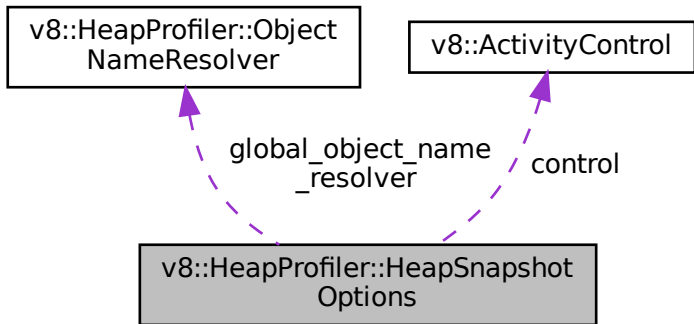 v8::HeapProfiler::Object
NameResolver
v8::ActivityControl
global_object_name
_resolver
control
v8::HeapProfiler::HeapSnapshot
Options